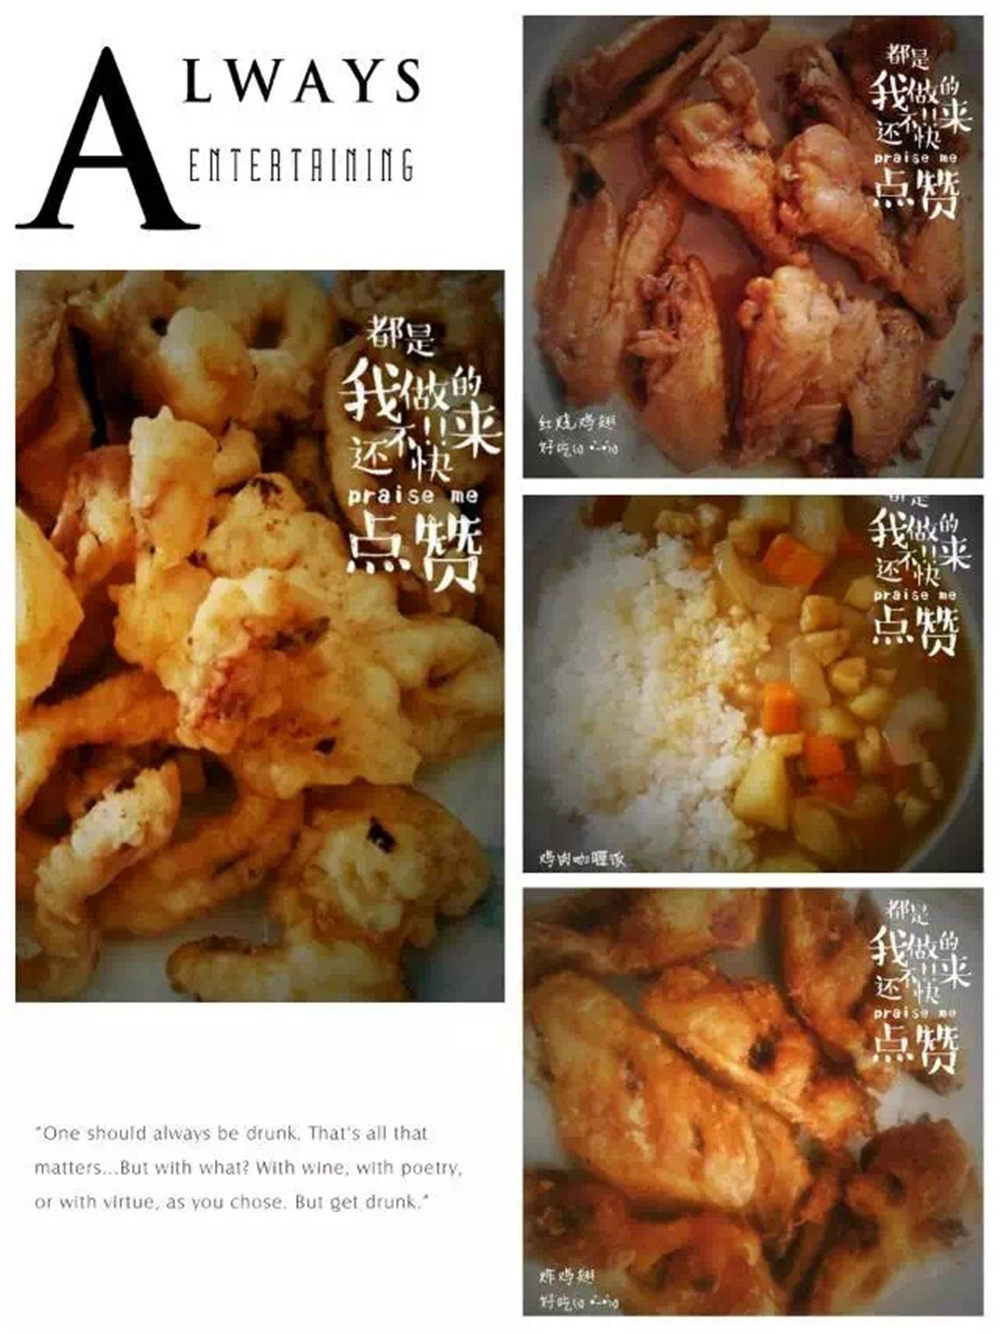 ALWAYS
ENTERTAINING
都是
我做的
还不快来!!
praise me
点赞
都是
我做的
还不快来!!
praise me
点赞
红烧鸡翅
好吃
都是
我做的
还不快来!!
praise me
点赞
鸡肉咖喱饭
都是
我做的
还不快来!!
praise me
点赞
炸鸡翅
好吃
"One should always be drunk. That's all that
matters...But with what? With wine, with poetry,
or with virtue, as you chose. But get drunk."